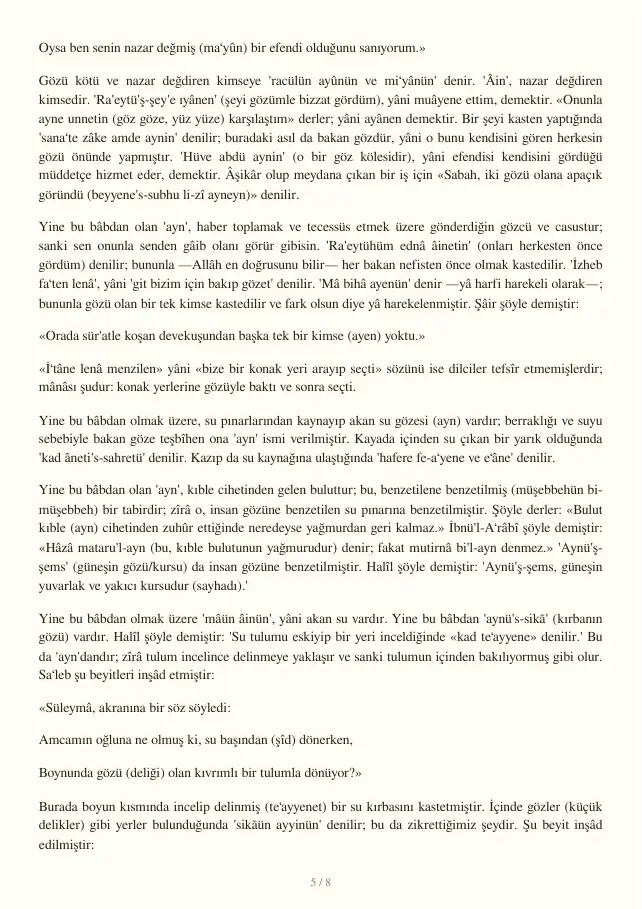 Oysa ben senin nazar değmiş (ma‘yûn) bir efendi olduğunu sanıyorum.»
Gözü kötü ve nazar değdiren kimseye 'racülün ayûnün ve mi‘yânün' denir. 'Âin', nazar değdiren
kimsedir. 'Ra'eytü'ş-şey'e ıyânen' (şeyi gözümle bizzat gördüm), yâni muâyene ettim, demektir. «Onunla
ayne unnetin (göz göze, yüz yüze) karşılaştım» derler; yâni ayânen demektir. Bir şeyi kasten yaptığında
'sana‘te zâke amde aynin' denilir; buradaki asıl da bakan gözdür, yâni o bunu kendisini gören herkesin
gözü önünde yapmıştır. 'Hüve abdü aynin' (o bir göz kölesidir), yâni efendisi kendisini gördüğü
müddetçe hizmet eder, demektir. Âşikâr olup meydana çıkan bir iş için «Sabah, iki gözü olana apaçık
göründü (beyyene's-subhu li-zî ayneyn)» denilir.
Yine bu bâbdan olan 'ayn', haber toplamak ve tecessüs etmek üzere gönderdiğin gözcü ve casustur;
sanki sen onunla senden gâib olanı görür gibisin. 'Ra'eytühüm ednâ âinetin' (onları herkesten önce
gördüm) denilir; bununla —Allâh en doğrusunu bilir— her bakan nefisten önce olmak kastedilir. 'İzheb
fa‘ten lenâ', yâni 'git bizim için bakıp gözet' denilir. 'Mâ bihâ ayenün' denir —yâ harfi harekeli olarak—;
bununla gözü olan bir tek kimse kastedilir ve fark olsun diye yâ harekelenmiştir. Şâir şöyle demiştir:
«Orada sür'atle koşan devekuşundan başka tek bir kimse (ayen) yoktu.»
«İ‘tâne lenâ menzilen» yâni «bize bir konak yeri arayıp seçti» sözünü ise dilciler tefsîr etmemişlerdir;
mânâsı şudur: konak yerlerine gözüyle baktı ve sonra seçti.
Yine bu bâbdan olmak üzere, su pınarlarından kaynayıp akan su gözesi (ayn) vardır; berraklığı ve suyu
sebebiyle bakan göze teşbîhen ona 'ayn' ismi verilmiştir. Kayada içinden su çıkan bir yarık olduğunda
'kad âneti's-sahretü' denilir. Kazıp da su kaynağına ulaştığında 'hafere fe-a‘yene ve e‘âne' denilir.
Yine bu bâbdan olan 'ayn', kıble cihetinden gelen buluttur; bu, benzetilene benzetilmiş (müşebbehün bi-
müşebbeh) bir tabirdir; zîrâ o, insan gözüne benzetilen su pınarına benzetilmiştir. Şöyle derler: «Bulut
kıble (ayn) cihetinden zuhûr ettiğinde neredeyse yağmurdan geri kalmaz.» İbnü'l-A‘râbî şöyle demiştir:
«Hâzâ mataru'l-ayn (bu, kıble bulutunun yağmurudur) denir; fakat mutirnâ bi'l-ayn denmez.» 'Aynü'ş-
şems' (güneşin gözü/kursu) da insan gözüne benzetilmiştir. Halîl şöyle demiştir: 'Aynü'ş-şems, güneşin
yuvarlak ve yakıcı kursudur (sayhadı).'
Yine bu bâbdan olmak üzere 'mâün âinün', yâni akan su vardır. Yine bu bâbdan 'aynü's-sikā' (kırbanın
gözü) vardır. Halîl şöyle demiştir: 'Su tulumu eskiyip bir yeri inceldiğinde «kad te‘ayyene» denilir.' Bu
da 'ayn'dandır; zîrâ tulum incelince delinmeye yaklaşır ve sanki tulumun içinden bakılıyormuş gibi olur.
Sa‘leb şu beyitleri inşâd etmiştir:
«Süleymâ, akranına bir söz söyledi:
Amcamın oğluna ne olmuş ki, su başından (şîd) dönerken,
Boynunda gözü (deliği) olan kıvrımlı bir tulumla dönüyor?»
Burada boyun kısmında incelip delinmiş (te‘ayyenet) bir su kırbasını kastetmiştir. İçinde gözler (küçük
delikler) gibi yerler bulunduğunda 'sikāün ayyinün' denilir; bu da zikrettiğimiz şeydir. Şu beyit inşâd
edilmiştir:
5 / 8